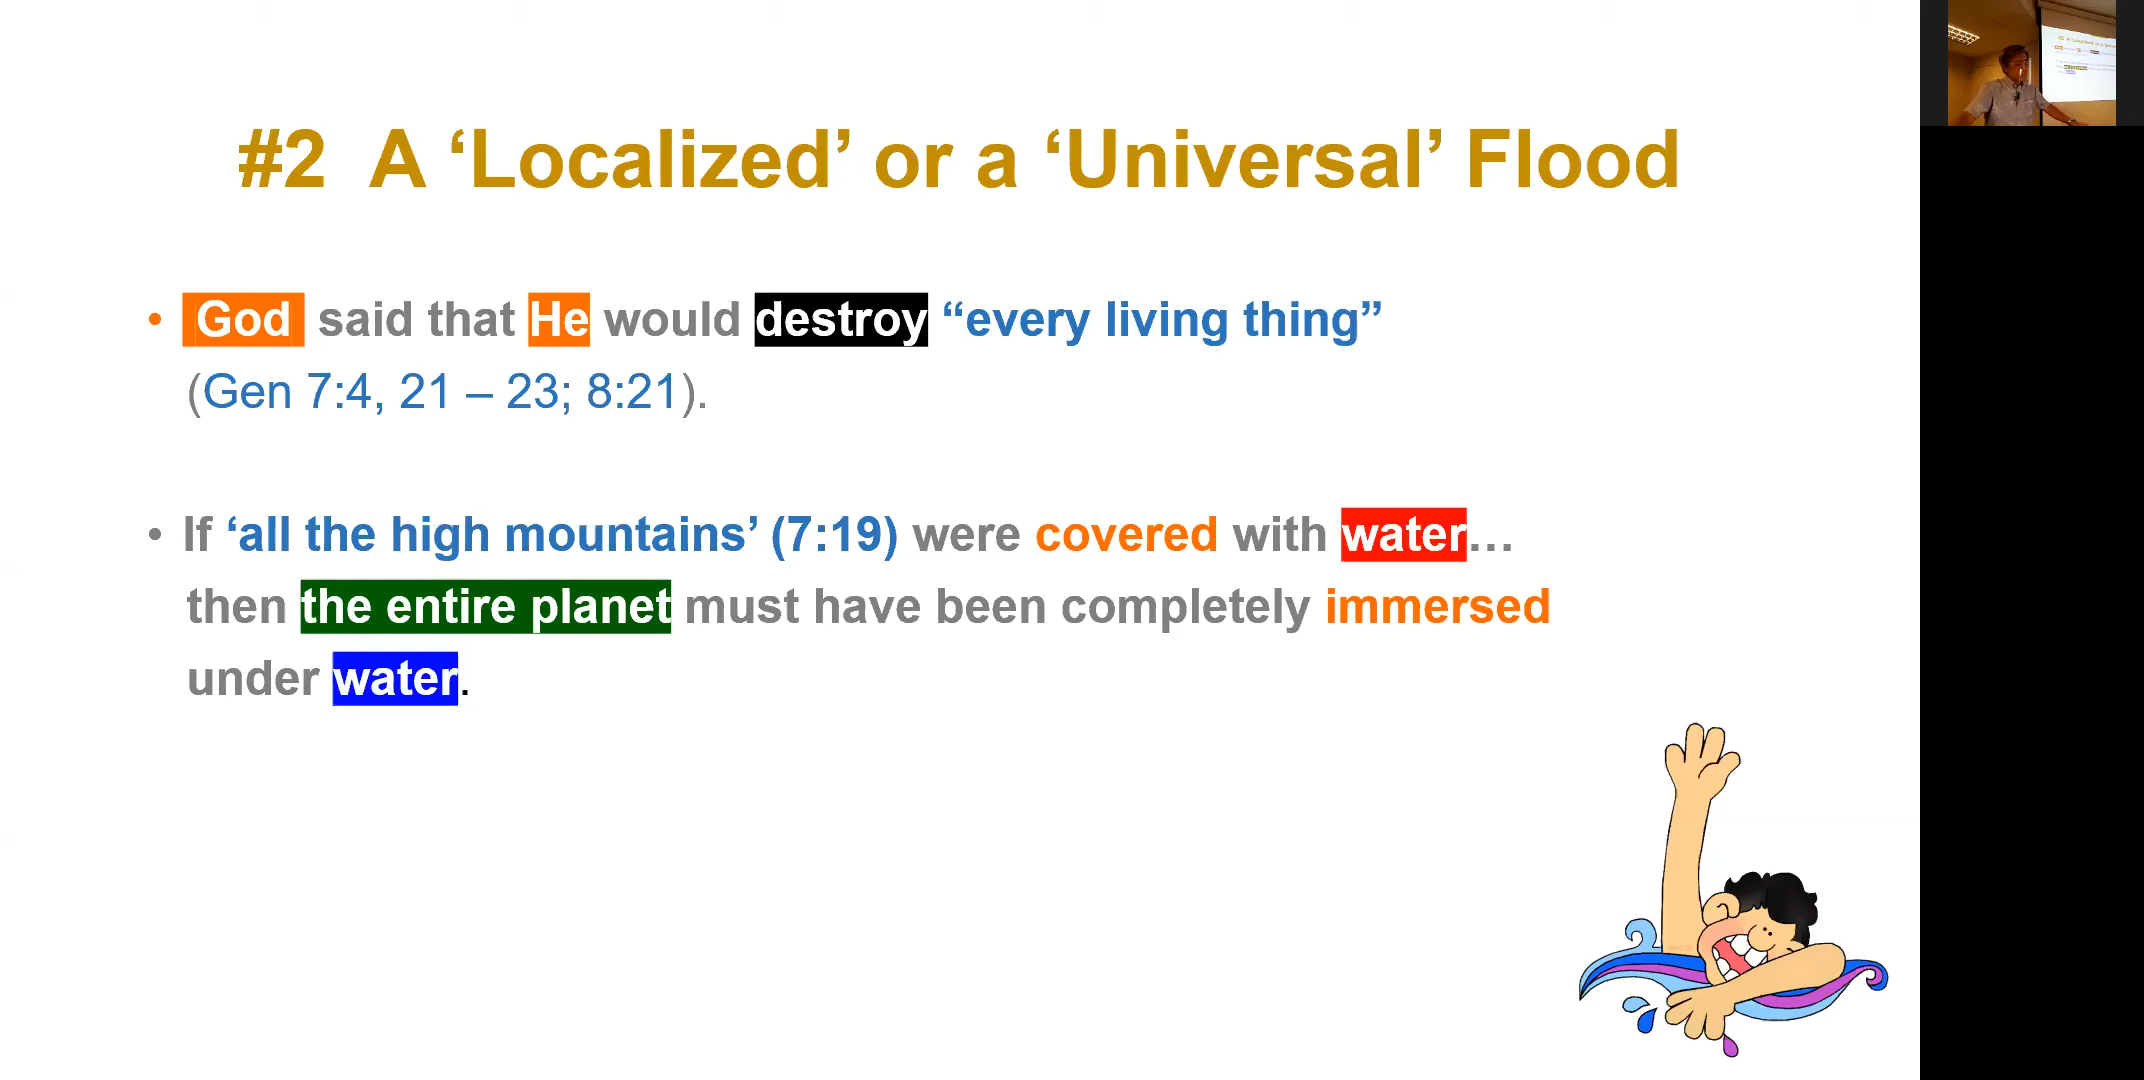 #2 A ‘Localized’ or a ‘Universal’ Flood
• God said that He would destroy “every living thing”
(Gen 7:4, 21 – 23; 8:21).
• If ‘all the high mountains’ (7:19) were covered with water…
then the entire planet must have been completely immersed
under water.